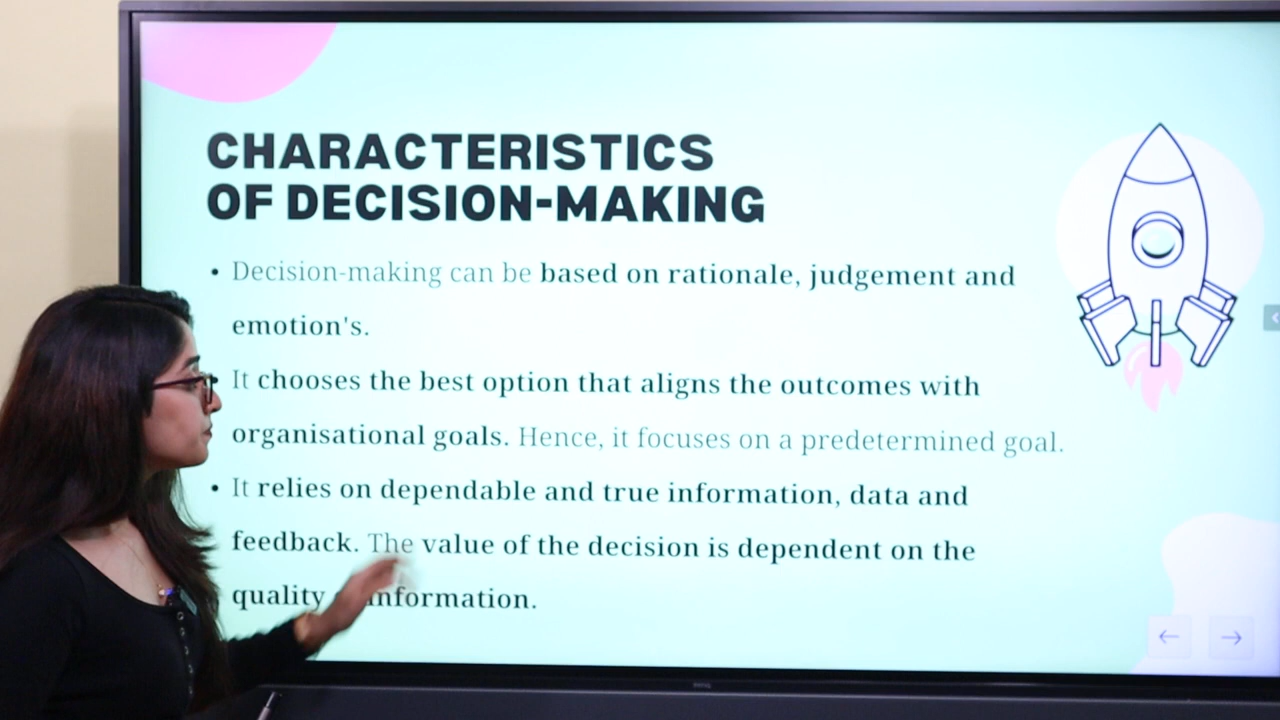 CHARACTERISTICS
OF DECISION-MAKING
• Decision-making can be based on rationale, judgement and
emotion's.
It chooses the best option that aligns the outcomes with
organisational goals. Hence, it focuses on a predetermined goal.
• It relies on dependable and true information, data and
feedback. The value of the decision is dependent on the
quality information.